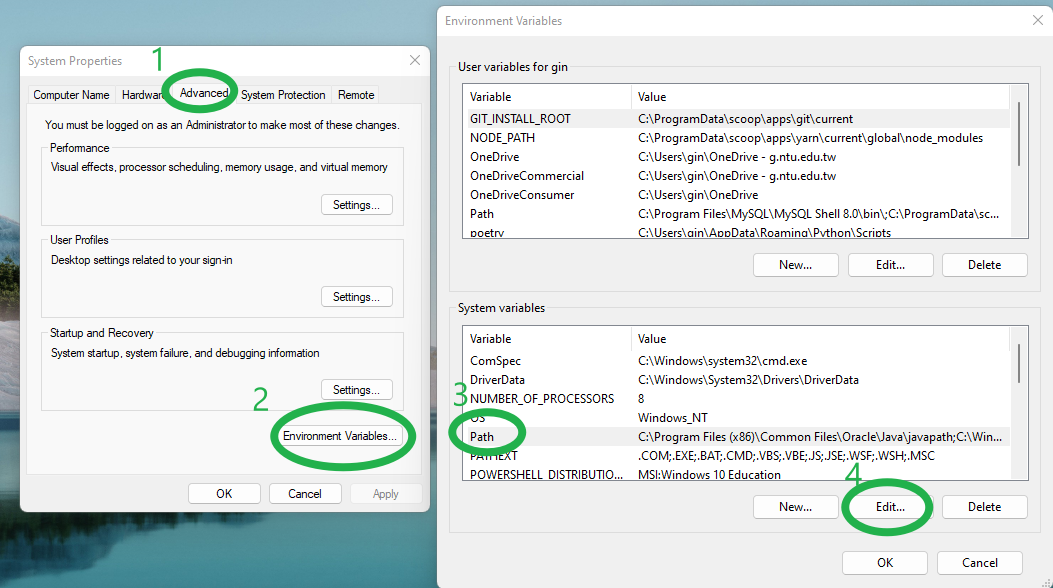 System Properties
1
Computer Name Hardware Advanced System Protection Remote
You must be logged on as an Administrator to make most of these changes.
Performance
Visual effects, processor scheduling, memory usage, and virtual memory
Settings...
User Profiles
Desktop settings related to your sign-in
Settings...
Startup and Recovery
System startup, system failure, and debugging information
Settings...
2
Environment Variables...
OK Cancel Apply
Environment Variables
User variables for gin
Variable Value
GIT_INSTALL_ROOT C:\ProgramData\scoop\apps\git\current
NODE_PATH C:\ProgramData\scoop\apps\yarn\current\global\node_modules
OneDrive C:\Users\gin\OneDrive - g.ntu.edu.tw
OneDriveCommercial C:\Users\gin\OneDrive - g.ntu.edu.tw
OneDriveConsumer C:\Users\gin\OneDrive
Path C:\Program Files\MySQL\MySQL Shell 8.0\bin\;C:\ProgramData\sc...
poetry C:\Users\gin\AppData\Roaming\Python\Scripts
New... Edit... Delete
System variables
Variable Value
ComSpec C:\Windows\system32\cmd.exe
DriverData C:\Windows\System32\Drivers\DriverData
3
NUMBER_OF_PROCESSORS 8
OS Windows_NT
Path C:\Program Files (x86)\Common Files\Oracle\Java\javapath;C:\Win...
PATHEXT .COM;.EXE;.BAT;.CMD;.VBS;.VBE;.JS;.JSE;.WSF;.WSH;.MSC
POWERSHELL_DISTRIBUTIO... MSI:Windows 10 Education
4
New... Edit... Delete
OK Cancel